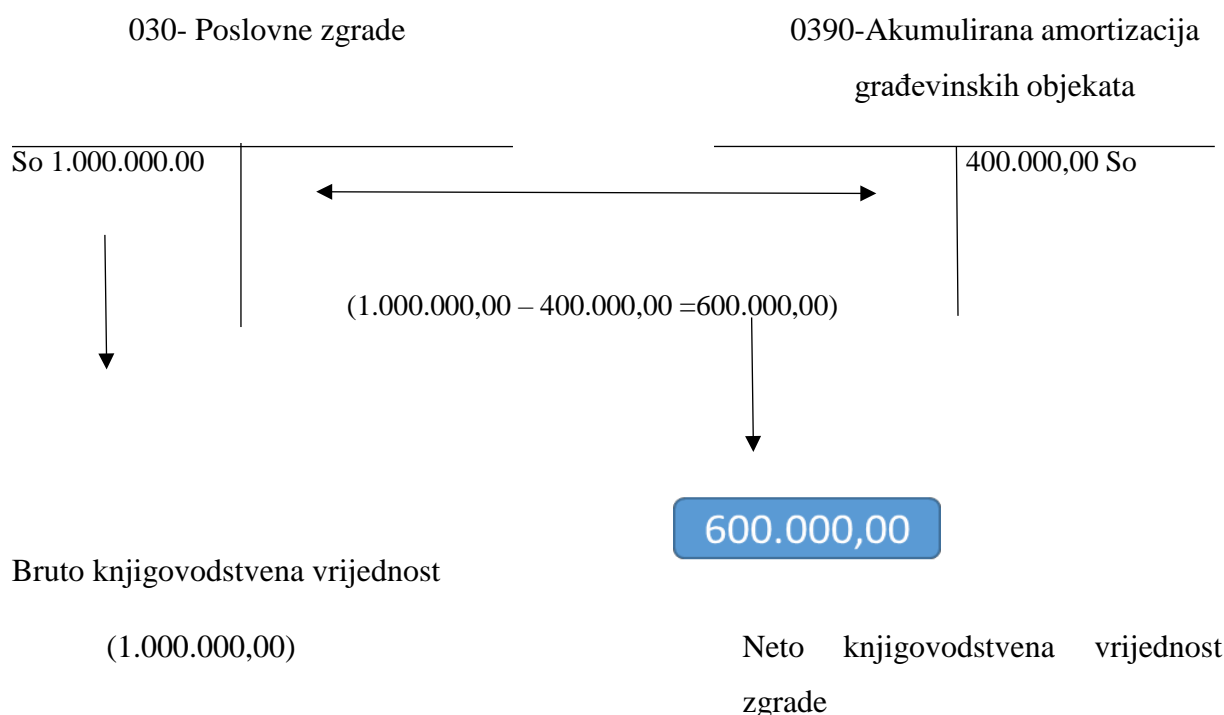 030- Poslovne zgrade
0390-Akumulirana amortizacija
građevinskih objekata
So 1.000.000.00
400.000,00 So
(1.000.000,00 – 400.000,00 =600.000,00)
600.000,00
Bruto knjigovodstvena vrijednost
(1.000.000,00)
Neto knjigovodstvena vrijednost
zgrade